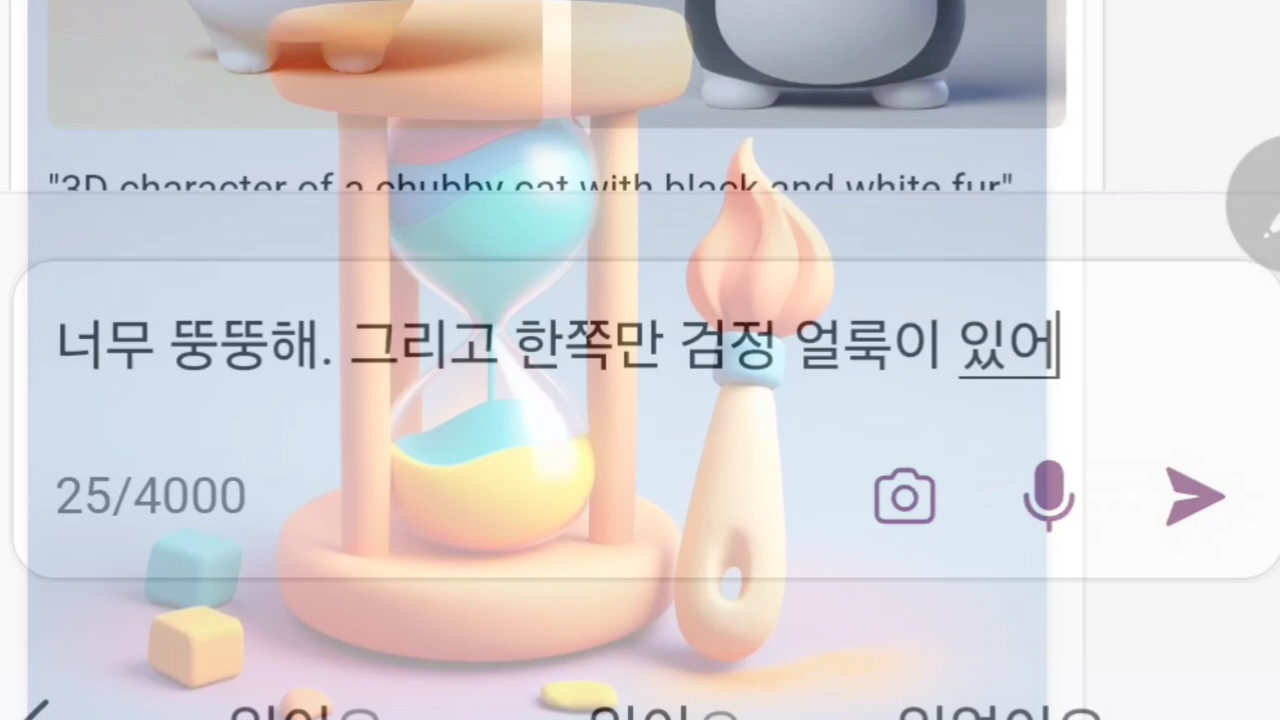 "3D character of a chubby cat with black and white fur"
너무 뚱뚱해. 그리고 한쪽만 검정 얼룩이 있어
25/4000